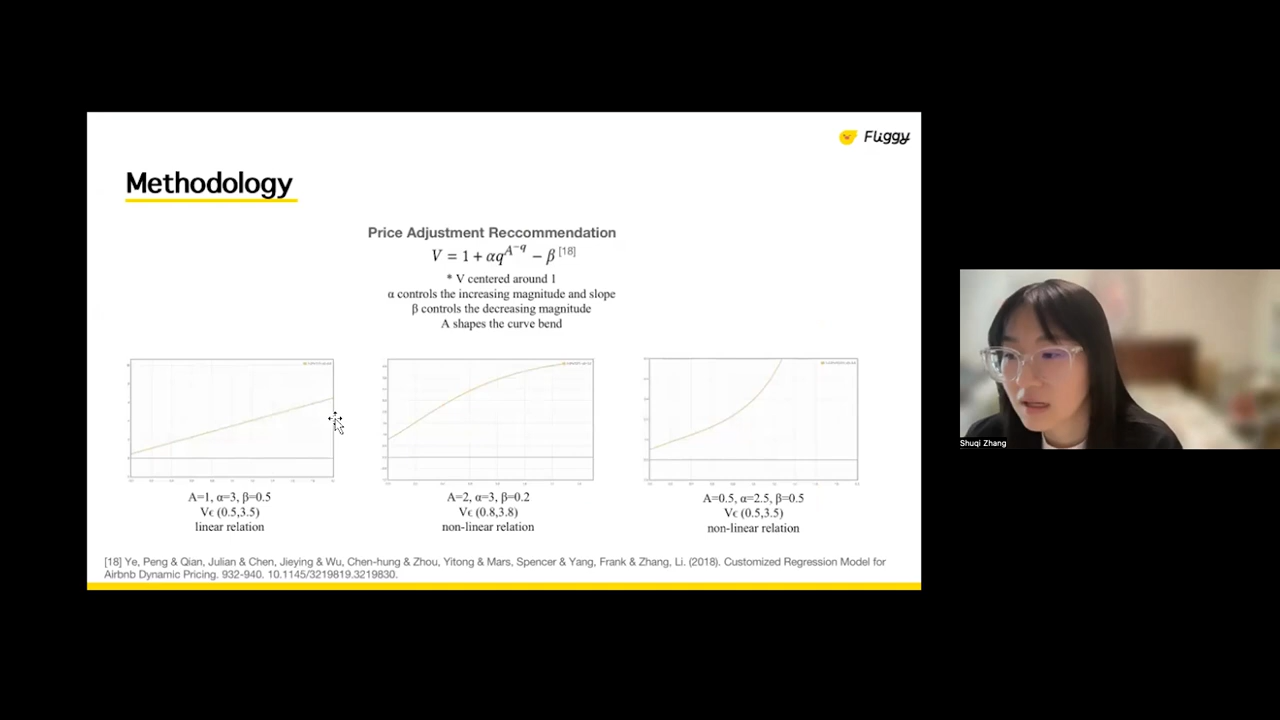 Fliggy
Methodology
Price Adjustment Reccommendation
V = 1 + αq^A^−q − β [18]
* V centered around 1
α controls the increasing magnitude and slope
β controls the decreasing magnitude
A shapes the curve bend
A=1, α=3, β=0.5
Vϵ (0.5,3.5)
linear relation
A=2, α=3, β=0.2
Vϵ (0.8,3.8)
non-linear relation
A=0.5, α=2.5, β=0.5
Vϵ (0.5,3.5)
non-linear relation
[18] Ye, Peng & Qian, Julian & Chen, Jieying & Wu, Chen-hung & Zhou, Yitong & Mars, Spencer & Yang, Frank & Zhang, Li. (2018). Customized Regression Model for
Airbnb Dynamic Pricing. 932-940. 10.1145/3219819.3219830.
Shuqi Zhang